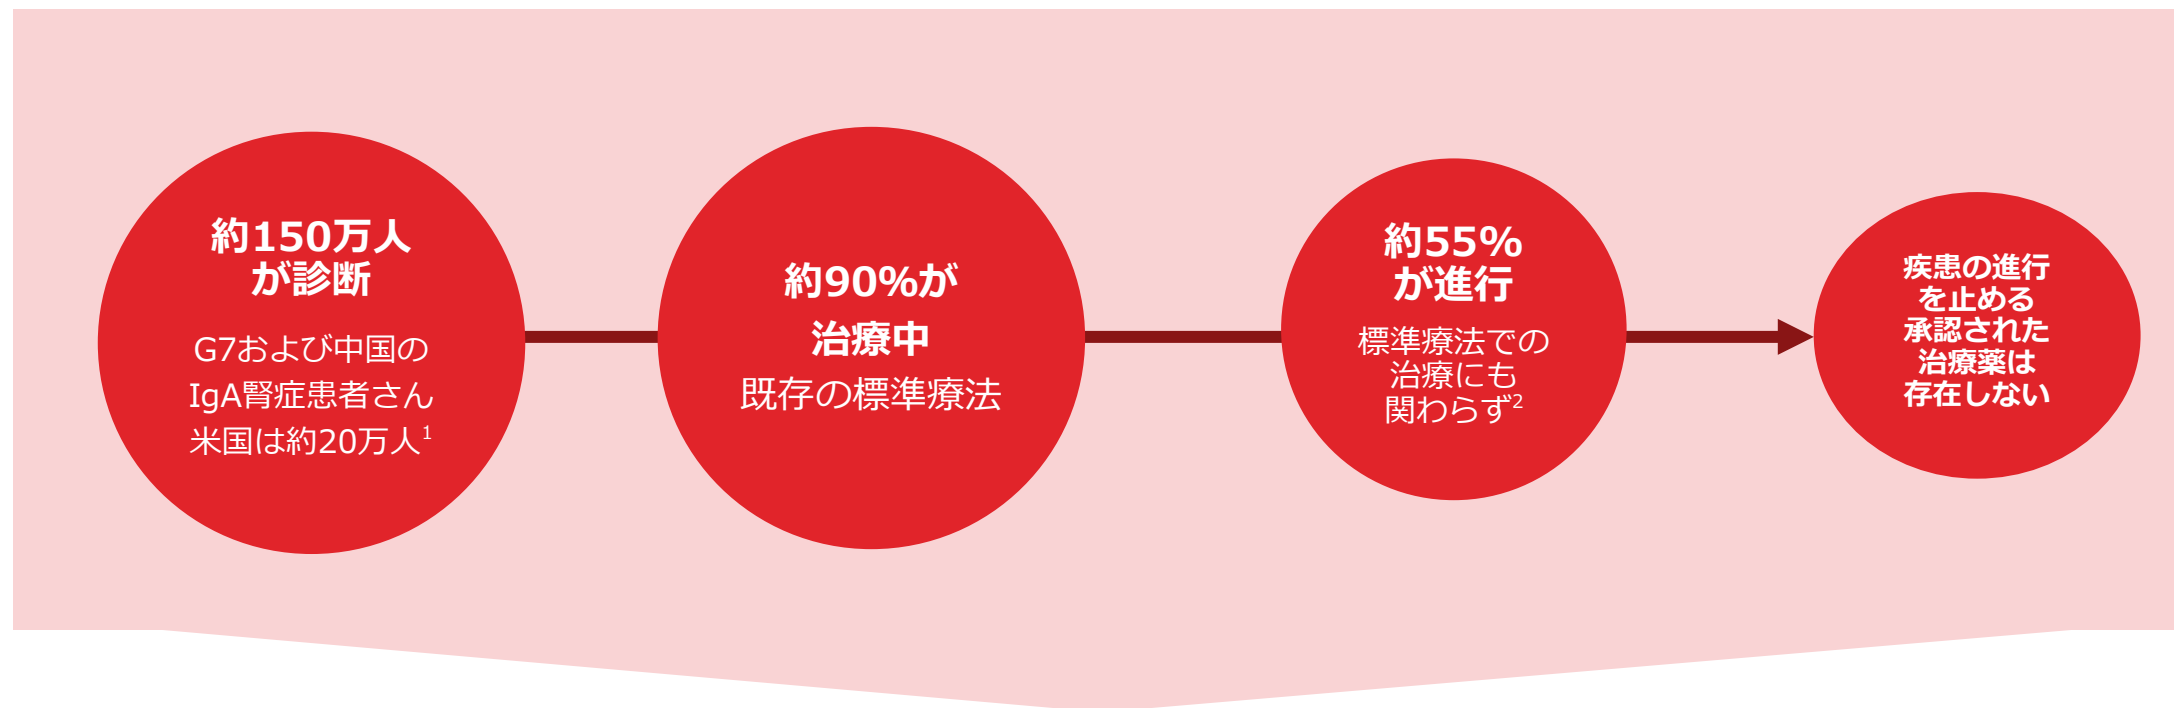 約150万人
が診断
G7および中国の
IgA腎症患者さん
米国は約20万人1
約90%が
治療中
既存の標準療法
約55%
が進行
標準療法での
治療にも
関わらず2
疾患の進行
を止める
承認された
治療薬は
存在しない